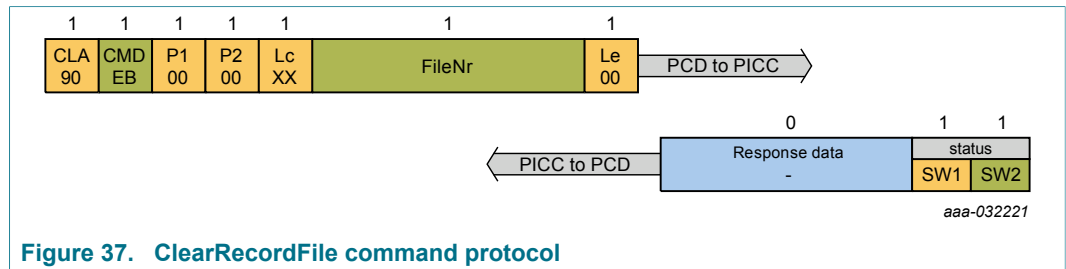 1 1 1 1 1 1
CLA CMD P1 P2 Lc FileNr Le PCD to PICC
90 EB 00 00 XX 00
0 1 1
PICC to PCD Response data status
- SW1 SW2
aaa-032221
Figure 37. ClearRecordFile command protocol